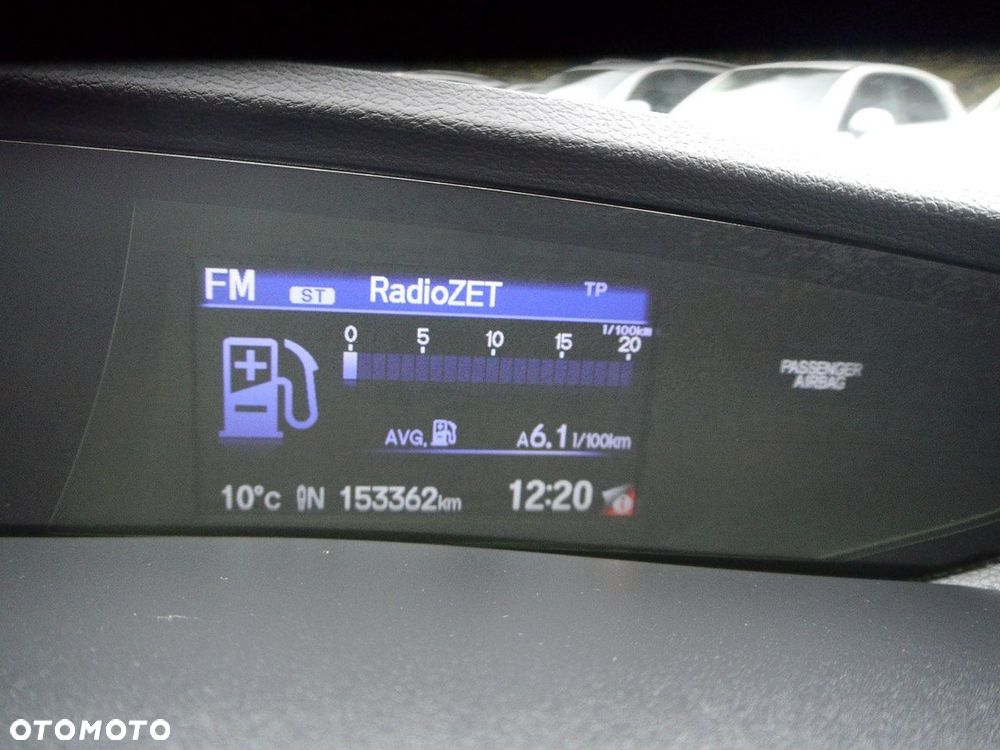 FM ST RadioZET TP
l/100km
0 5 10 15 20
PASSENGER
AIRBAG
AVG. A6.1 l/100km
10°c N 153362km 12:20
OTOMOTO